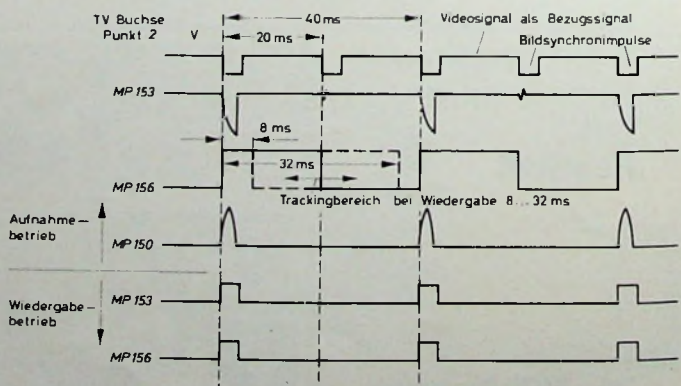 TV Buchse
Punkt 2 V
40 ms
20 ms
Videosignal als Bezugssignal
Bildsynchronimpulse
MP 153
8 ms
32 ms
MP 156
Trackingbereich bei Wiedergabe 8...32 ms
Aufnahme-
betrieb
MP 150
MP 153
Wiedergabe-
betrieb
MP 156